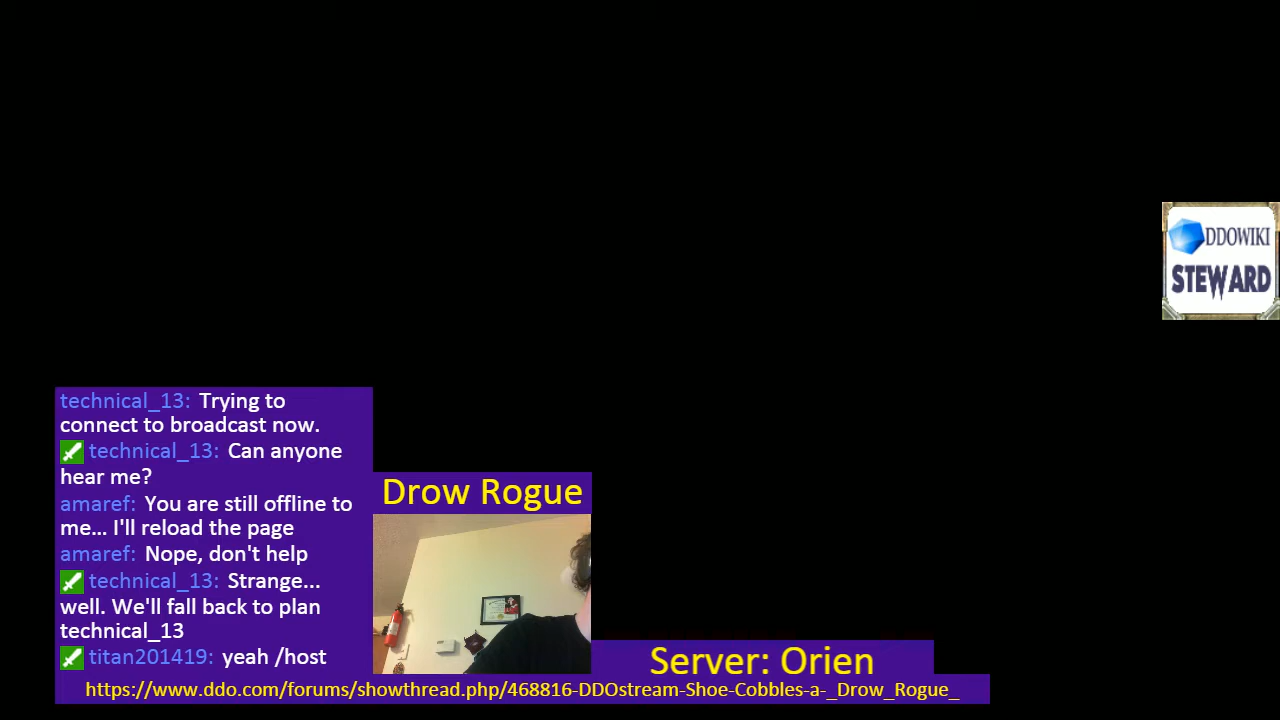 DDOWIKI
STEWARD
technical_13: Trying to
connect to broadcast now.
technical_13: Can anyone
hear me?
amaref: You are still offline to
me... I'll reload the page
amaref: Nope, don't help
technical_13: Strange...
well. We'll fall back to plan
technical_13
titan201419: yeah /host
Drow Rogue
Server: Orien
https://www.ddo.com/forums/showthread.php/468816-DDOstream-Shoe-Cobbles-a-_Drow_Rogue_